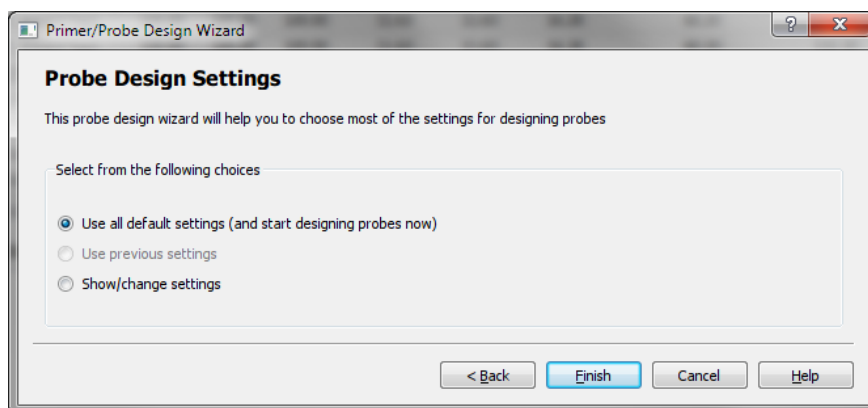 Primer/Probe Design Wizard
Probe Design Settings
This probe design wizard will help you to choose most of the settings for designing probes
Select from the following choices
Use all default settings (and start designing probes now)
Use previous settings
Show/change settings
< Back Finish Cancel Help